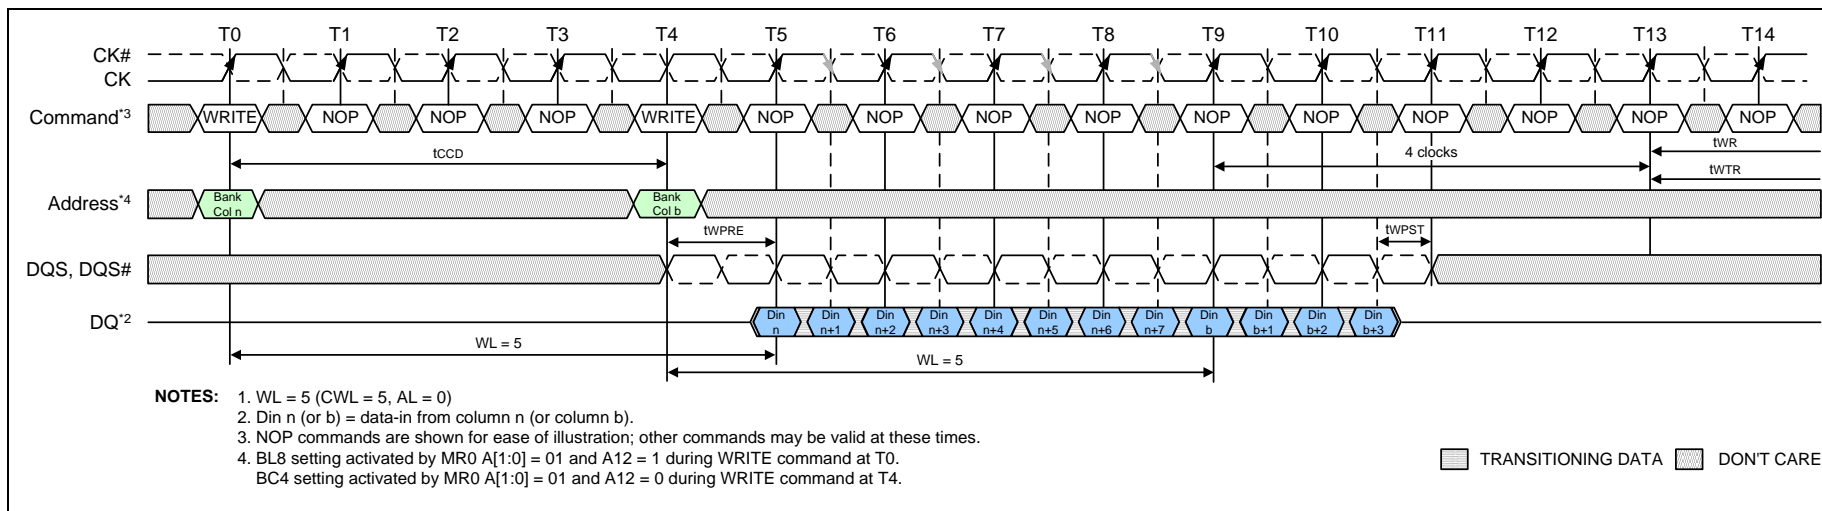 T0 T1 T2 T3 T4 T5 T6 T7 T8 T9 T10 T11 T12 T13 T14
CK#
CK
Command*3 WRITE NOP NOP NOP WRITE NOP NOP NOP NOP NOP NOP NOP NOP NOP NOP
tCCD 4 clocks tWR
tWTR
Address*4 Bank Col n Bank Col b
tWPRE tWPST
DQS, DQS#
DQ*2 Din n Din n+1 Din n+2 Din n+3 Din n+4 Din n+5 Din n+6 Din n+7 Din b Din b+1 Din b+2 Din b+3
WL = 5
WL = 5
NOTES: 1. WL = 5 (CWL = 5, AL = 0)
2. Din n (or b) = data-in from column n (or column b).
3. NOP commands are shown for ease of illustration; other commands may be valid at these times.
4. BL8 setting activated by MR0 A[1:0] = 01 and A12 = 1 during WRITE command at T0.
BC4 setting activated by MR0 A[1:0] = 01 and A12 = 0 during WRITE command at T4.
TRANSITIONING DATA DON'T CARE